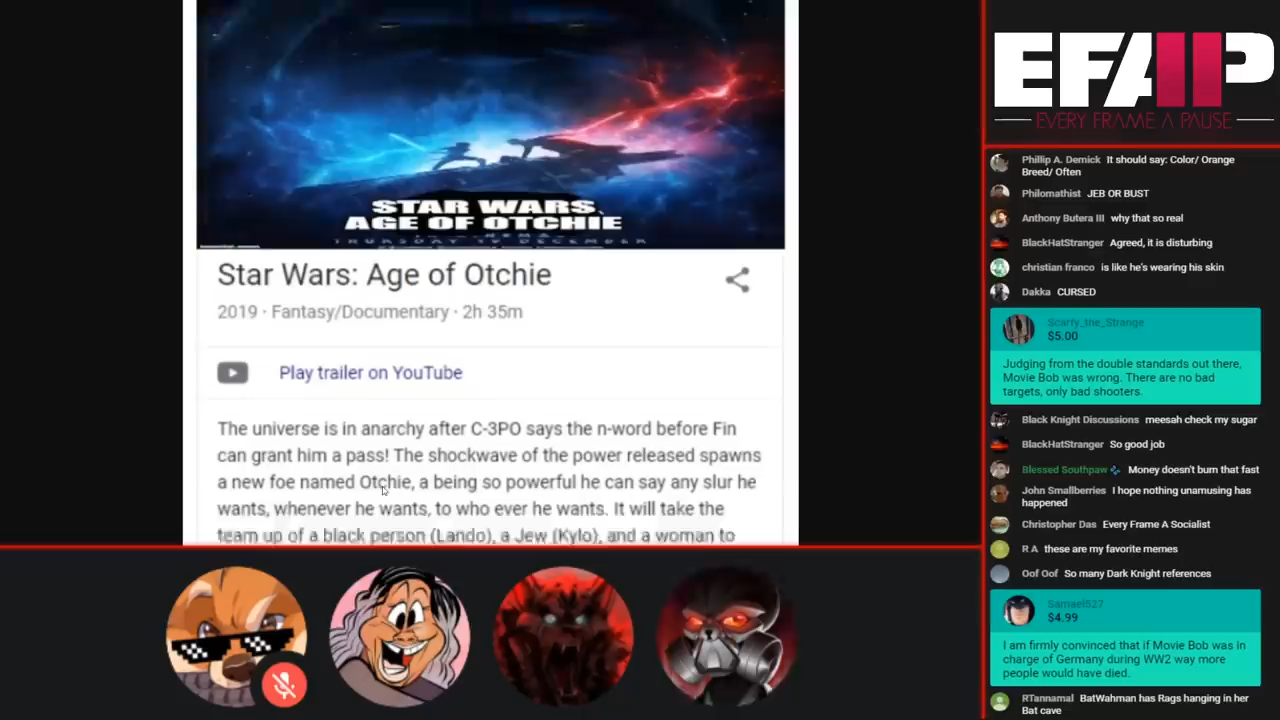 STAR WARS
AGE OF OTCHIE
THURSDAY 19 DECEMBER
Star Wars: Age of Otchie
2019 · Fantasy/Documentary · 2h 35m
Play trailer on YouTube
The universe is in anarchy after C-3PO says the n-word before Fin
can grant him a pass! The shockwave of the power released spawns
a new foe named Otchie, a being so powerful he can say any slur he
wants, whenever he wants, to who ever he wants. It will take the
team up of a black person (Lando), a Jew (Kylo), and a woman to
EFAP
EVERY FRAME A PAUSE
Phillip A. Demick It should say: Color/ Orange
Breed/ Often
Philomathist JEB OR BUST
Anthony Butera III why that so real
BlackHatStranger Agreed, it is disturbing
christian franco is like he's wearing his skin
Dakka CURSED
Scarfy_the_Strange
$5.00
Judging from the double standards out there,
Movie Bob was wrong. There are no bad
targets, only bad shooters.
Black Knight Discussions meesah check my sugar
BlackHatStranger So good job
Blessed Southpaw Money doesn't burn that fast
John Smallberries I hope nothing unamusing has
happened
Christopher Das Every Frame A Socialist
R A these are my favorite memes
Oof Oof So many Dark Knight references
Samael527
$4.99
I am firmly convinced that if Movie Bob was in
charge of Germany during WW2 way more
people would have died.
RTannamal BatWahman has Rags hanging in her
Bat cave